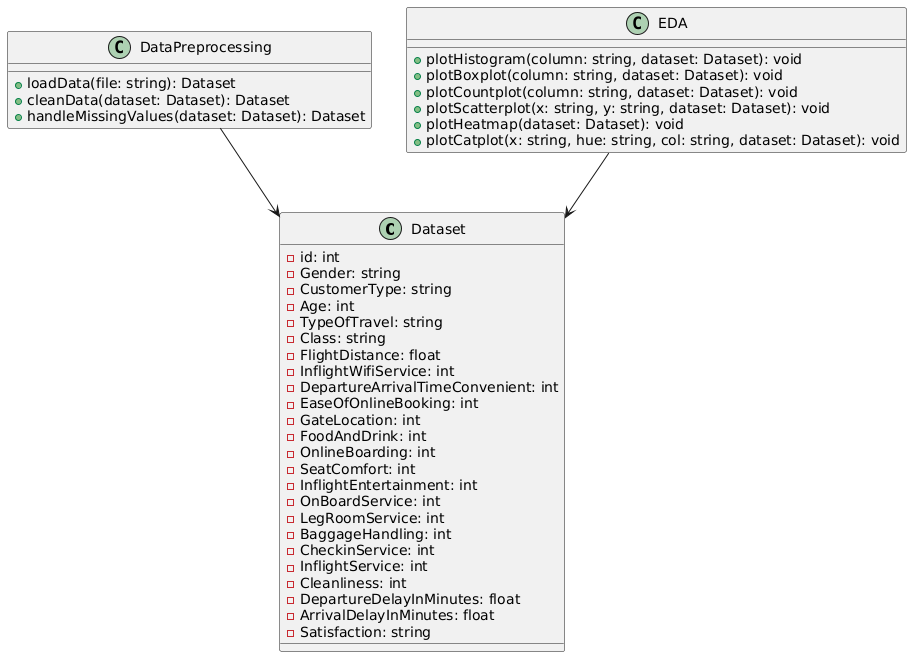 C DataPreprocessing
loadData(file: string): Dataset
cleanData(dataset: Dataset): Dataset
handleMissingValues(dataset: Dataset): Dataset
C EDA
plotHistogram(column: string, dataset: Dataset): void
plotBoxplot(column: string, dataset: Dataset): void
plotCountplot(column: string, dataset: Dataset): void
plotScatterplot(x: string, y: string, dataset: Dataset): void
plotHeatmap(dataset: Dataset): void
plotCatplot(x: string, hue: string, col: string, dataset: Dataset): void
C Dataset
id: int
Gender: string
CustomerType: string
Age: int
TypeOfTravel: string
Class: string
FlightDistance: float
InflightWifiService: int
DepartureArrivalTimeConvenient: int
EaseOfOnlineBooking: int
GateLocation: int
FoodAndDrink: int
OnlineBoarding: int
SeatComfort: int
InflightEntertainment: int
OnBoardService: int
LegRoomService: int
BaggageHandling: int
CheckinService: int
InflightService: int
Cleanliness: int
DepartureDelayInMinutes: float
ArrivalDelayInMinutes: float
Satisfaction: string